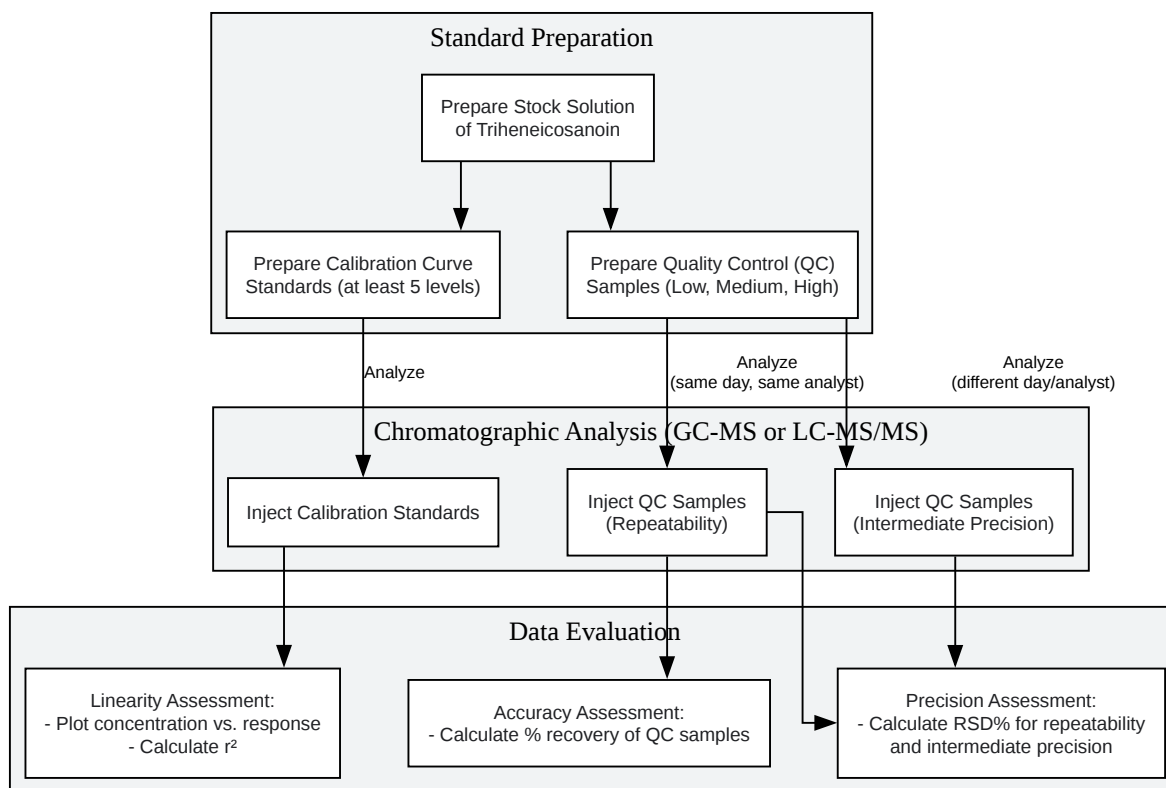 Standard Preparation
Prepare Stock Solution
of Triheneicosanoin
Prepare Calibration Curve
Standards (at least 5 levels)
Prepare Quality Control (QC)
Samples (Low, Medium, High)
Analyze
Analyze
(same day, same analyst)
Analyze
(different day/analyst)
Chromatographic Analysis (GC-MS or LC-MS/MS)
Inject Calibration Standards
Inject QC Samples
(Repeatability)
Inject QC Samples
(Intermediate Precision)
Data Evaluation
Linearity Assessment:
- Plot concentration vs. response
- Calculate r²
Accuracy Assessment:
- Calculate % recovery of QC samples
Precision Assessment:
- Calculate RSD% for repeatability
and intermediate precision